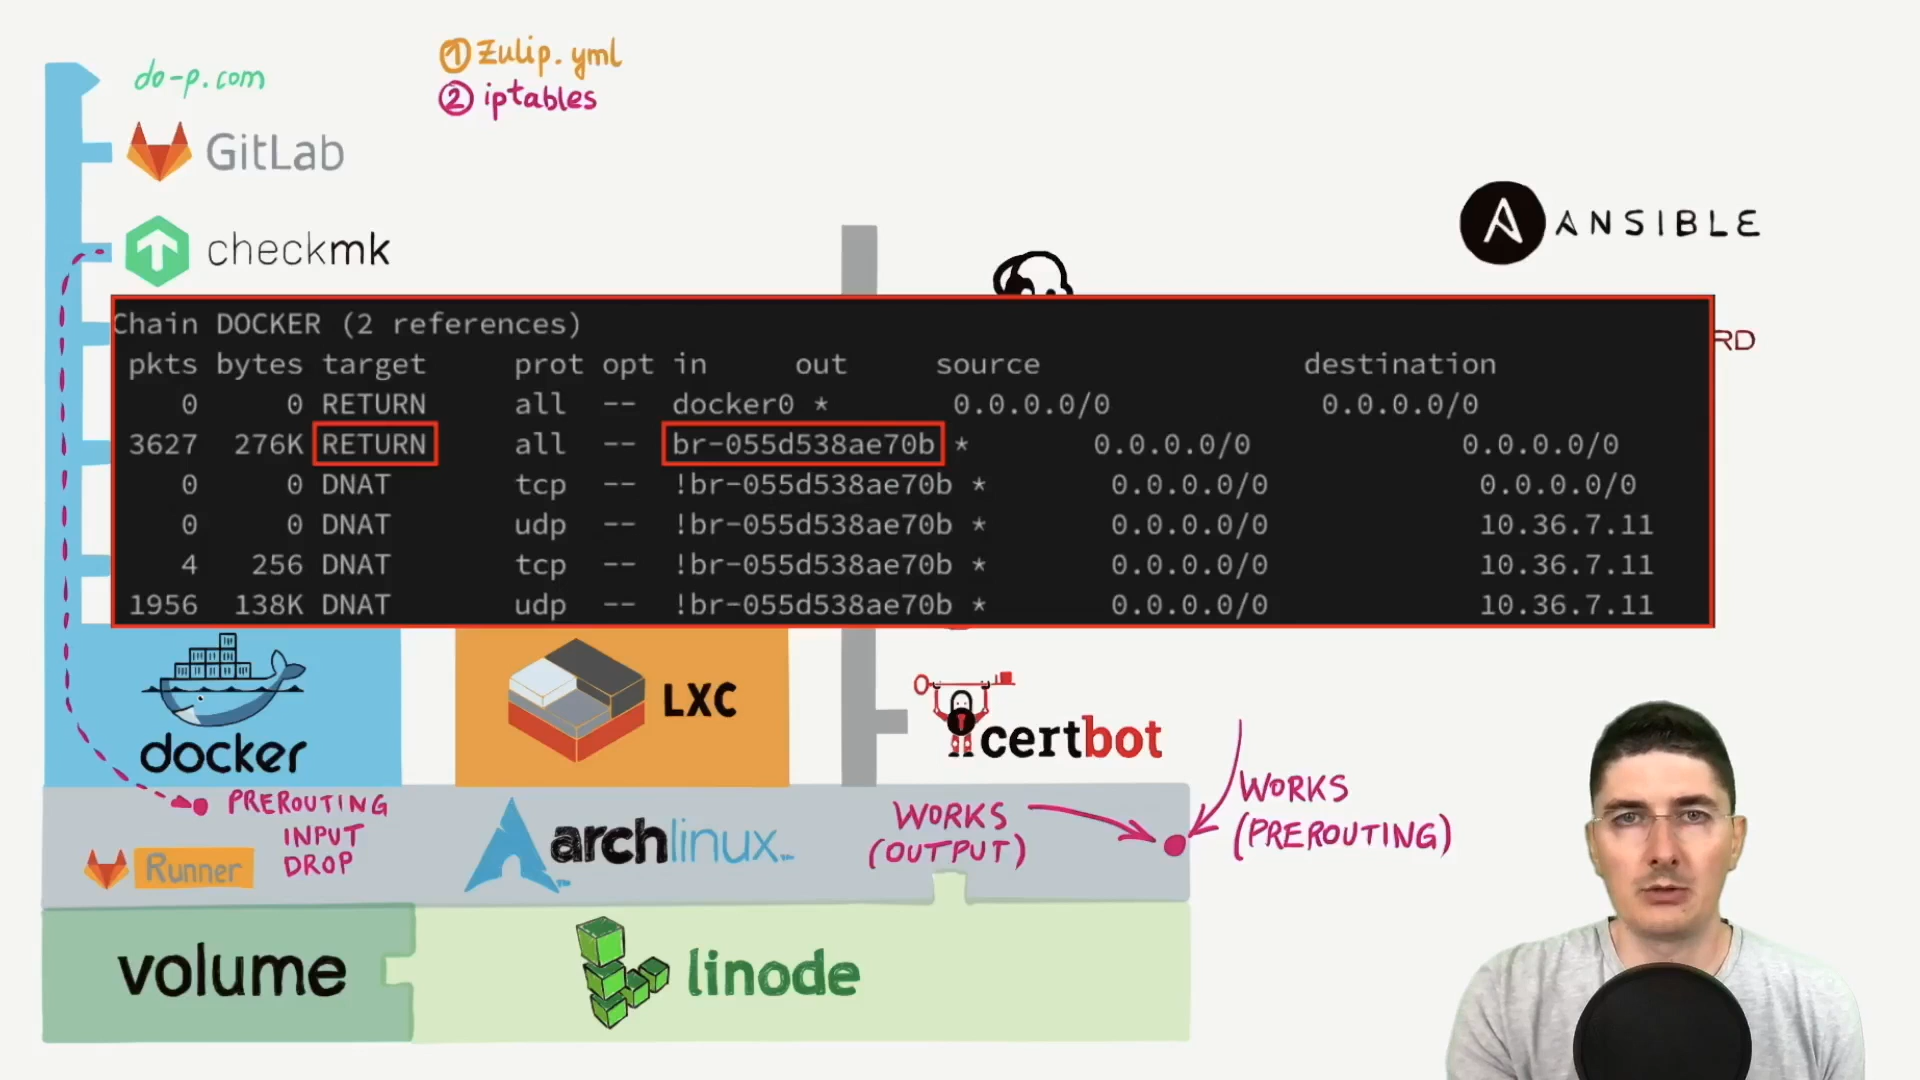 do-p.com
① Zulip.yml
② iptables
GitLab
checkmk
ANSIBLE
RD
Chain DOCKER (2 references)
pkts bytes target prot opt in out source destination
0 0 RETURN all -- docker0 * 0.0.0.0/0 0.0.0.0/0
3627 276K RETURN all -- br-055d538ae70b * 0.0.0.0/0 0.0.0.0/0
0 0 DNAT tcp -- !br-055d538ae70b * 0.0.0.0/0 0.0.0.0/0
0 0 DNAT udp -- !br-055d538ae70b * 0.0.0.0/0 10.36.7.11
4 256 DNAT tcp -- !br-055d538ae70b * 0.0.0.0/0 10.36.7.11
1956 138K DNAT udp -- !br-055d538ae70b * 0.0.0.0/0 10.36.7.11
docker
LXC
certbot
PREROUTING
INPUT
DROP
Runner
archlinux™
WORKS
(OUTPUT)
WORKS
(PREROUTING)
volume
linode